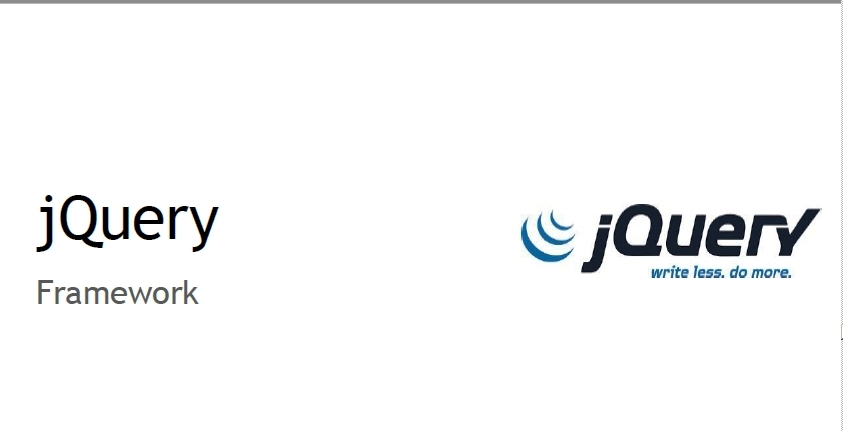 jQuery
Framework
jQuery
write less. do more.